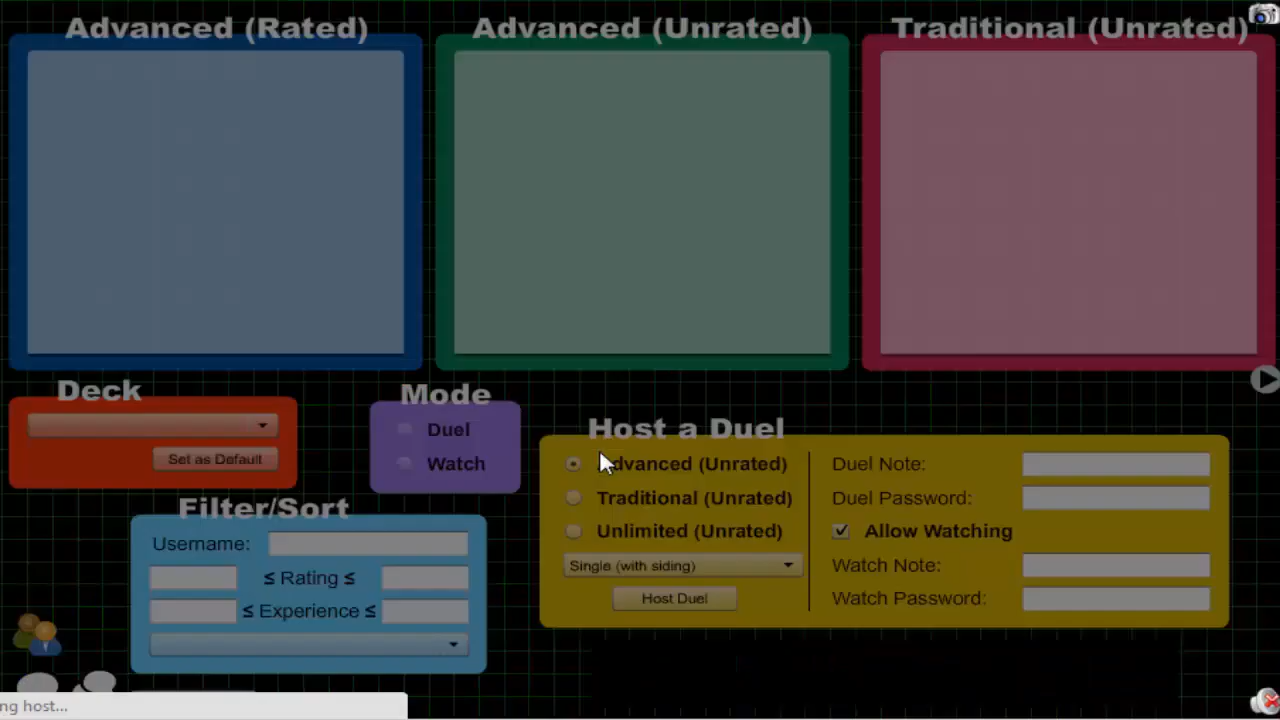 Advanced (Rated)
Advanced (Unrated)
Traditional (Unrated)
Deck
Set as Default
Mode
Duel
Watch
Host a Duel
Advanced (Unrated)
Traditional (Unrated)
Unlimited (Unrated)
Single (with siding)
Host Duel
Duel Note:
Duel Password:
Allow Watching
Watch Note:
Watch Password:
Filter/Sort
Username:
≤ Rating ≤
≤ Experience ≤
ng host...